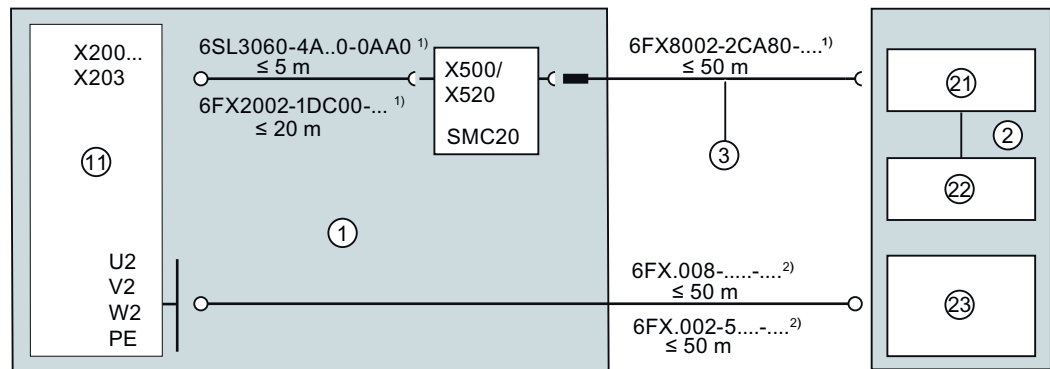 X200...
X203
11
6SL3060-4A..0-0AA0 1)
≤ 5 m
6FX2002-1DC00-... 1)
≤ 20 m
X500/
X520
SMC20
6FX8002-2CA80-....1)
≤ 50 m
3
21
2
22
1
U2
V2
W2
PE
6FX.008-.....-....2)
≤ 50 m
6FX.002-5....-....2)
≤ 50 m
23